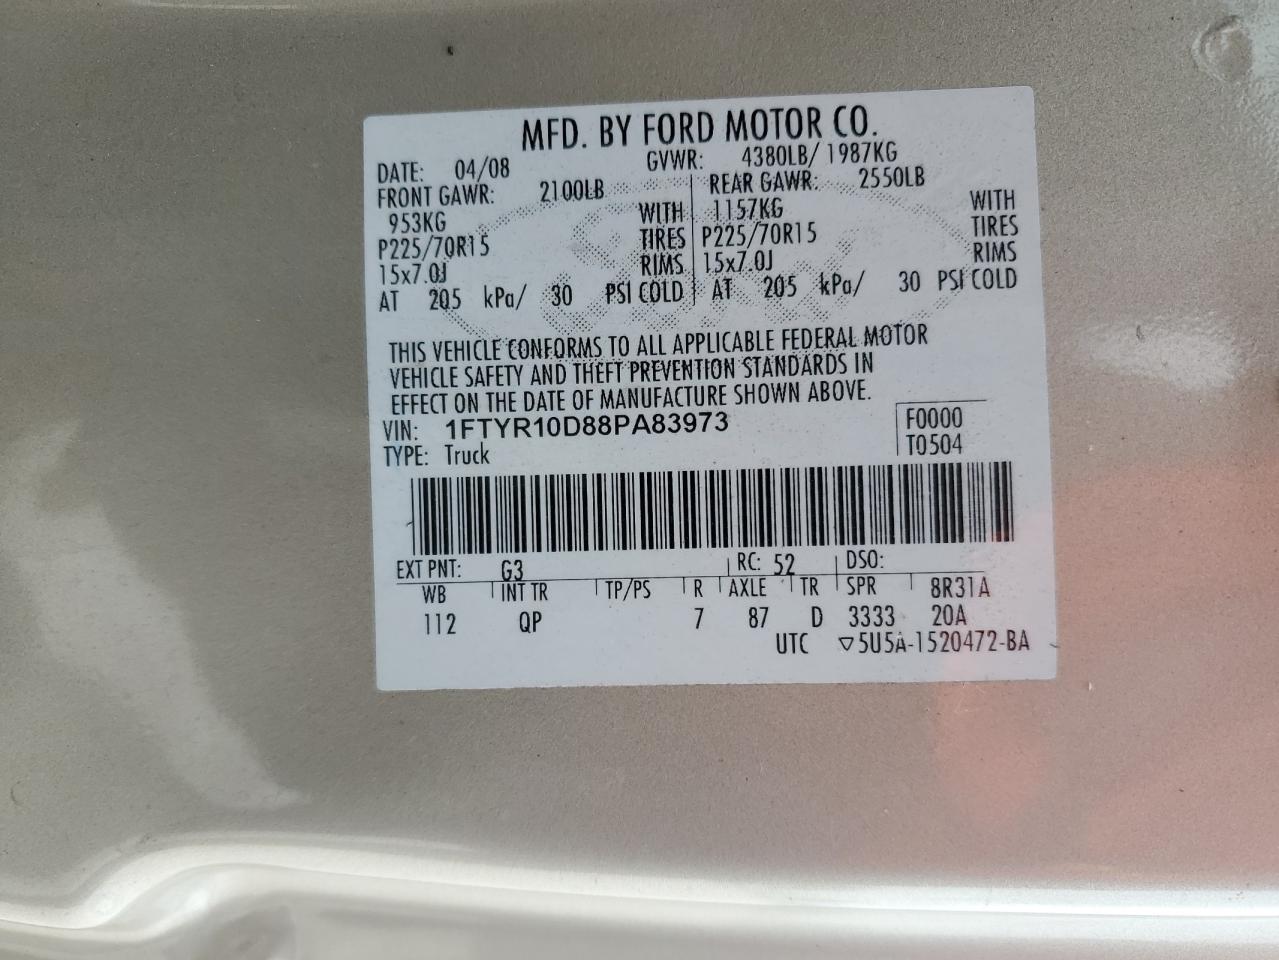 MFD. BY FORD MOTOR CO.
DATE: 04/08 GVWR: 4380LB/ 1987KG
FRONT GAWR: 2100LB REAR GAWR: 2550LB
953KG WITH 1157KG WITH
P225/70R15 TIRES P225/70R15 TIRES
15x7.0J RIMS 15x7.0J RIMS
AT 205 kPa/ 30 PSI COLD AT 205 kPa/ 30 PSI COLD
THIS VEHICLE CONFORMS TO ALL APPLICABLE FEDERAL MOTOR
VEHICLE SAFETY AND THEFT PREVENTION STANDARDS IN
EFFECT ON THE DATE OF MANUFACTURE SHOWN ABOVE.
VIN: 1FTYR10D88PA83973 F0000
TYPE: Truck T0504
EXT PNT: G3 RC: 52 DSO:
WB INT TR TP/PS R AXLE TR SPR 8R31A
112 QP 7 87 D 3333 20A
UTC ▽5U5A-1520472-BA